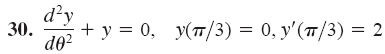 30. d²y/dθ² + y = 0, y(π/3) = 0, y′(π/3) = 2